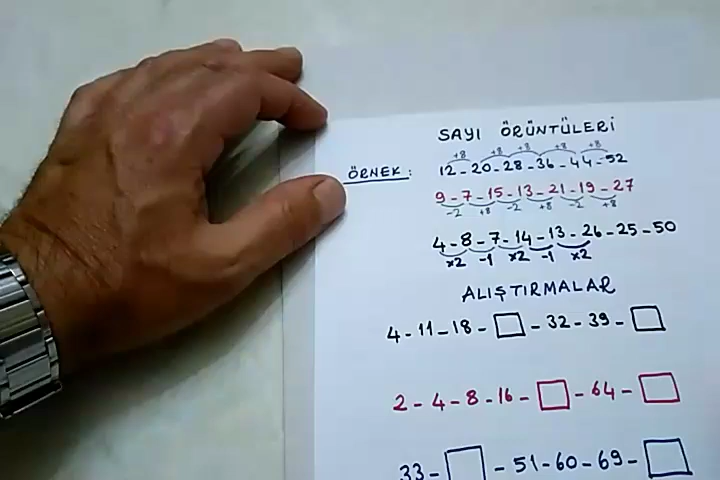 SAYI ÖRÜNTÜLERİ
+8 +8 +8 +8 +8
ÖRNEK: 12-20-28-36-44-52
9-7-15-13-21-19-27
-2 +8 -2 +8 -2 +8
4-8-7-14-13-26-25-50
x2 -1 x2 -1 x2
ALIŞTIRMALAR
4-11-18-□-32-39-□
2-4-8-16-□-64-□
33-□-51-60-69-□